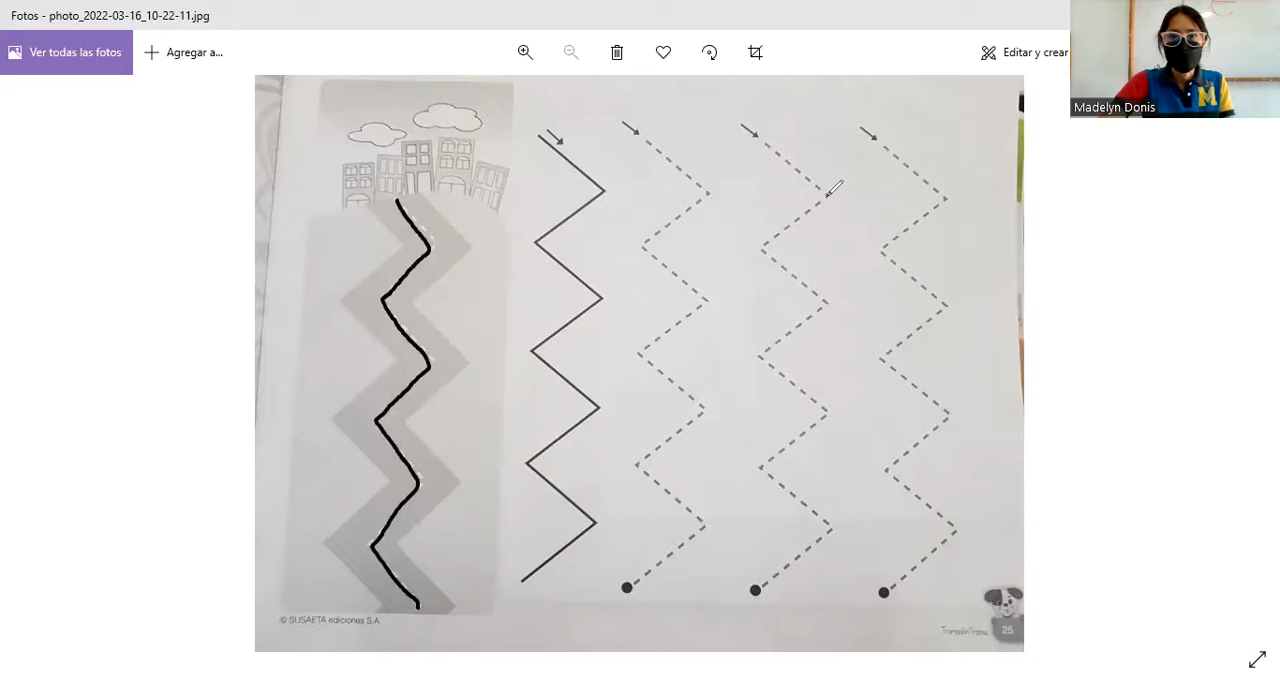 Fotos - photo_2022-03-16_10-22-11.jpg
Ver todas las fotos
Agregar a...
Editar y crear
Madelyn Donis
M
© SUSAETA ediciones S.A.
25